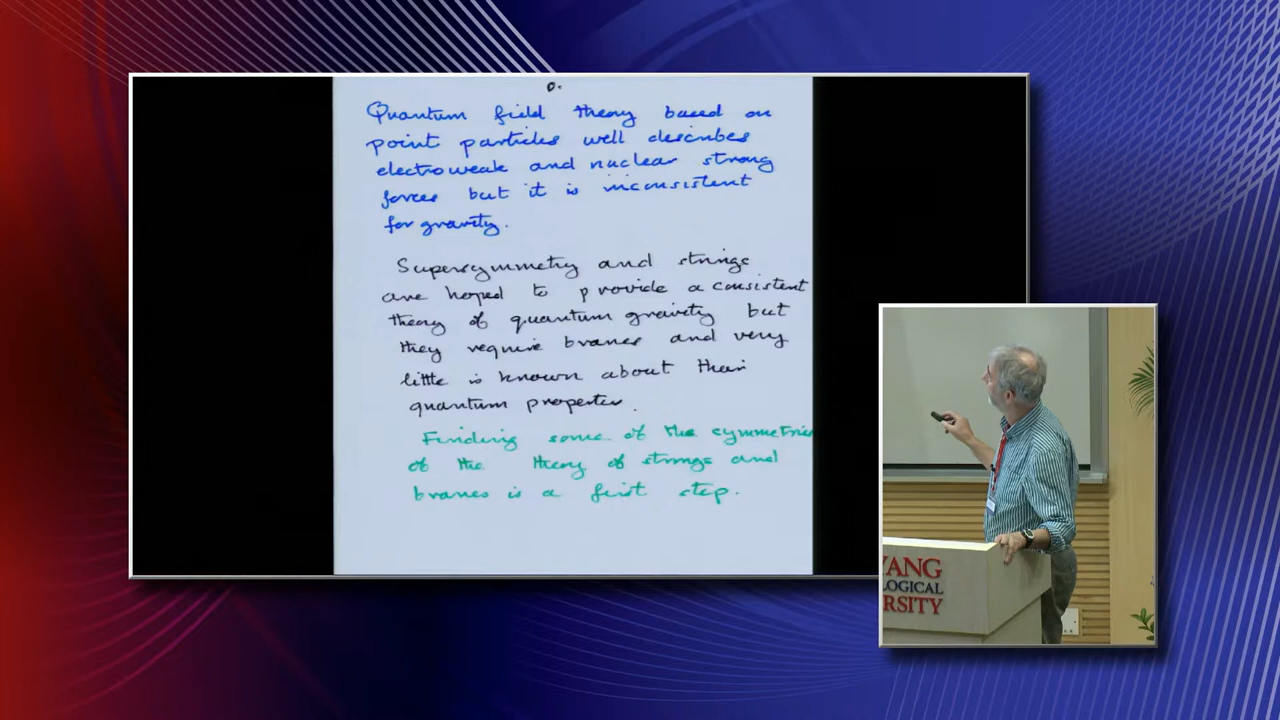 0.
Quantum field theory based on
point particles well describes
electroweak and nuclear strong
forces but it is inconsistent
for gravity.
Supersymmetry and strings
are hoped to provide a consistent
theory of quantum gravity but
they require branes and very
little is known about their
quantum properties.
Finding some of the symmetries
of the theory of strings and
branes is a first step.
YANG
LOGICAL
RSITY